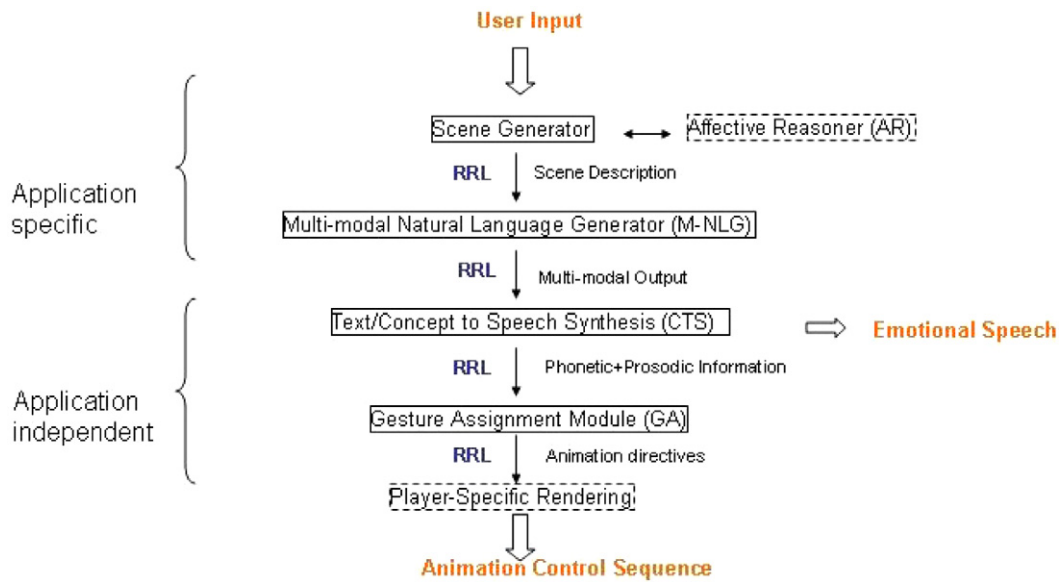 User Input
Scene Generator
Affective Reasoner (AR)
RRL
Scene Description
Application
specific
Multi-modal Natural Language Generator (M-NLG)
RRL
Multi-modal Output
Text/Concept to Speech Synthesis (CTS)
Emotional Speech
RRL
Phonetic+Prosodic Information
Application
independent
Gesture Assignment Module (GA)
RRL
Animation directives
Player-Specific Rendering
Animation Control Sequence